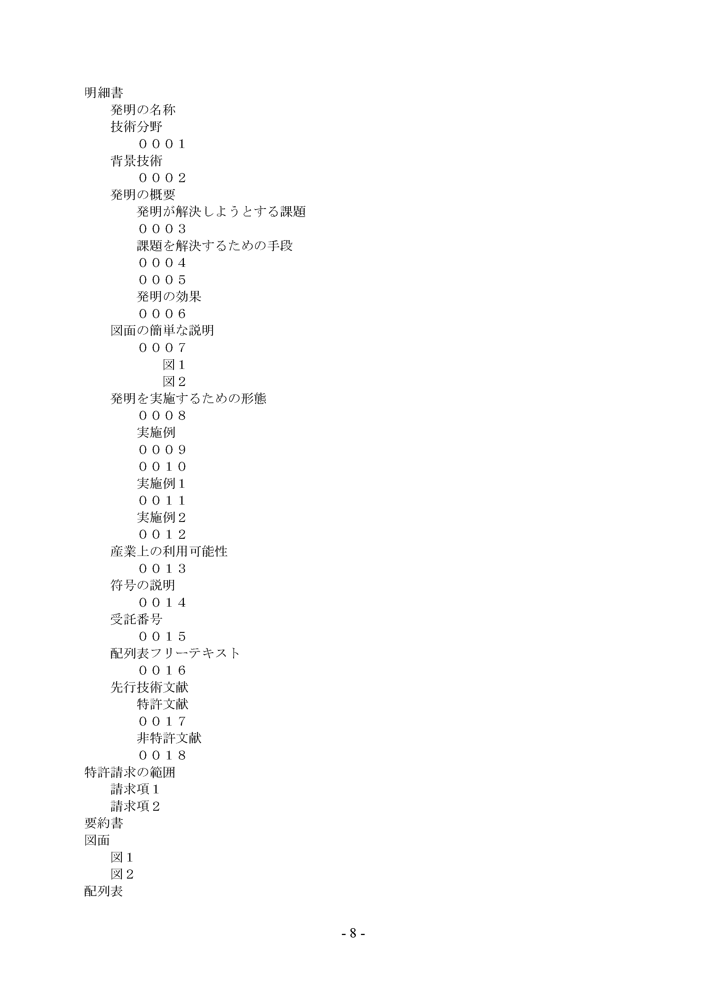 明細書
発明の名称
技術分野
０００１
背景技術
０００２
発明の概要
発明が解決しようとする課題
０００３
課題を解決するための手段
０００４
０００５
発明の効果
０００６
図面の簡単な説明
０００７
図１
図２
発明を実施するための形態
０００８
実施例
０００９
００１０
実施例１
００１１
実施例２
００１２
産業上の利用可能性
００１３
符号の説明
００１４
受託番号
００１５
配列表フリーテキスト
００１６
先行技術文献
特許文献
００１７
非特許文献
００１８
特許請求の範囲
請求項１
請求項２
要約書
図面
図１
図２
配列表
- 8 -